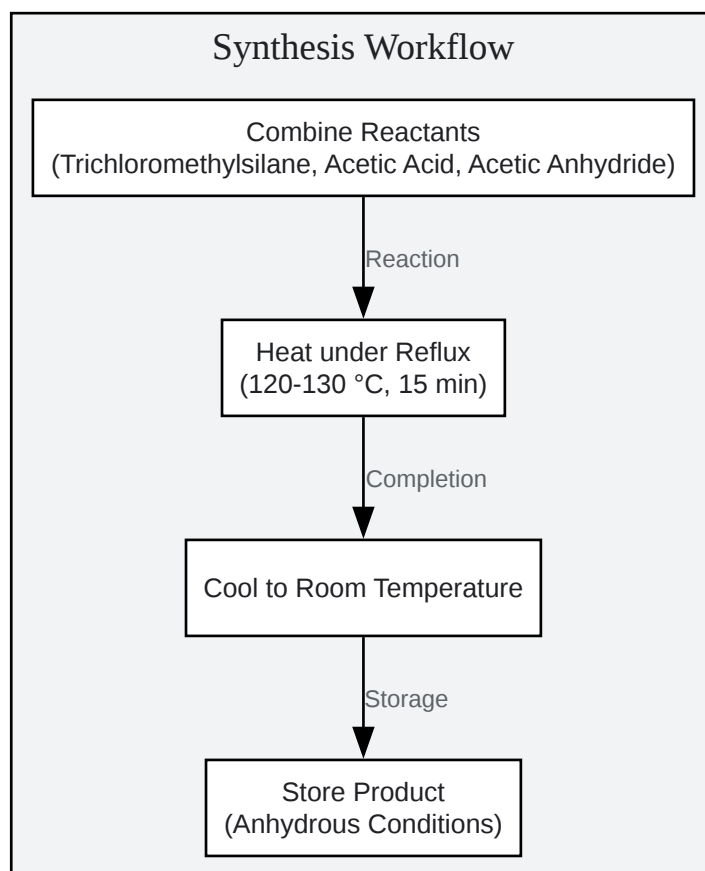 Synthesis Workflow
Combine Reactants
(Trichloromethylsilane, Acetic Acid, Acetic Anhydride)
Reaction
Heat under Reflux
(120-130 °C, 15 min)
Completion
Cool to Room Temperature
Storage
Store Product
(Anhydrous Conditions)